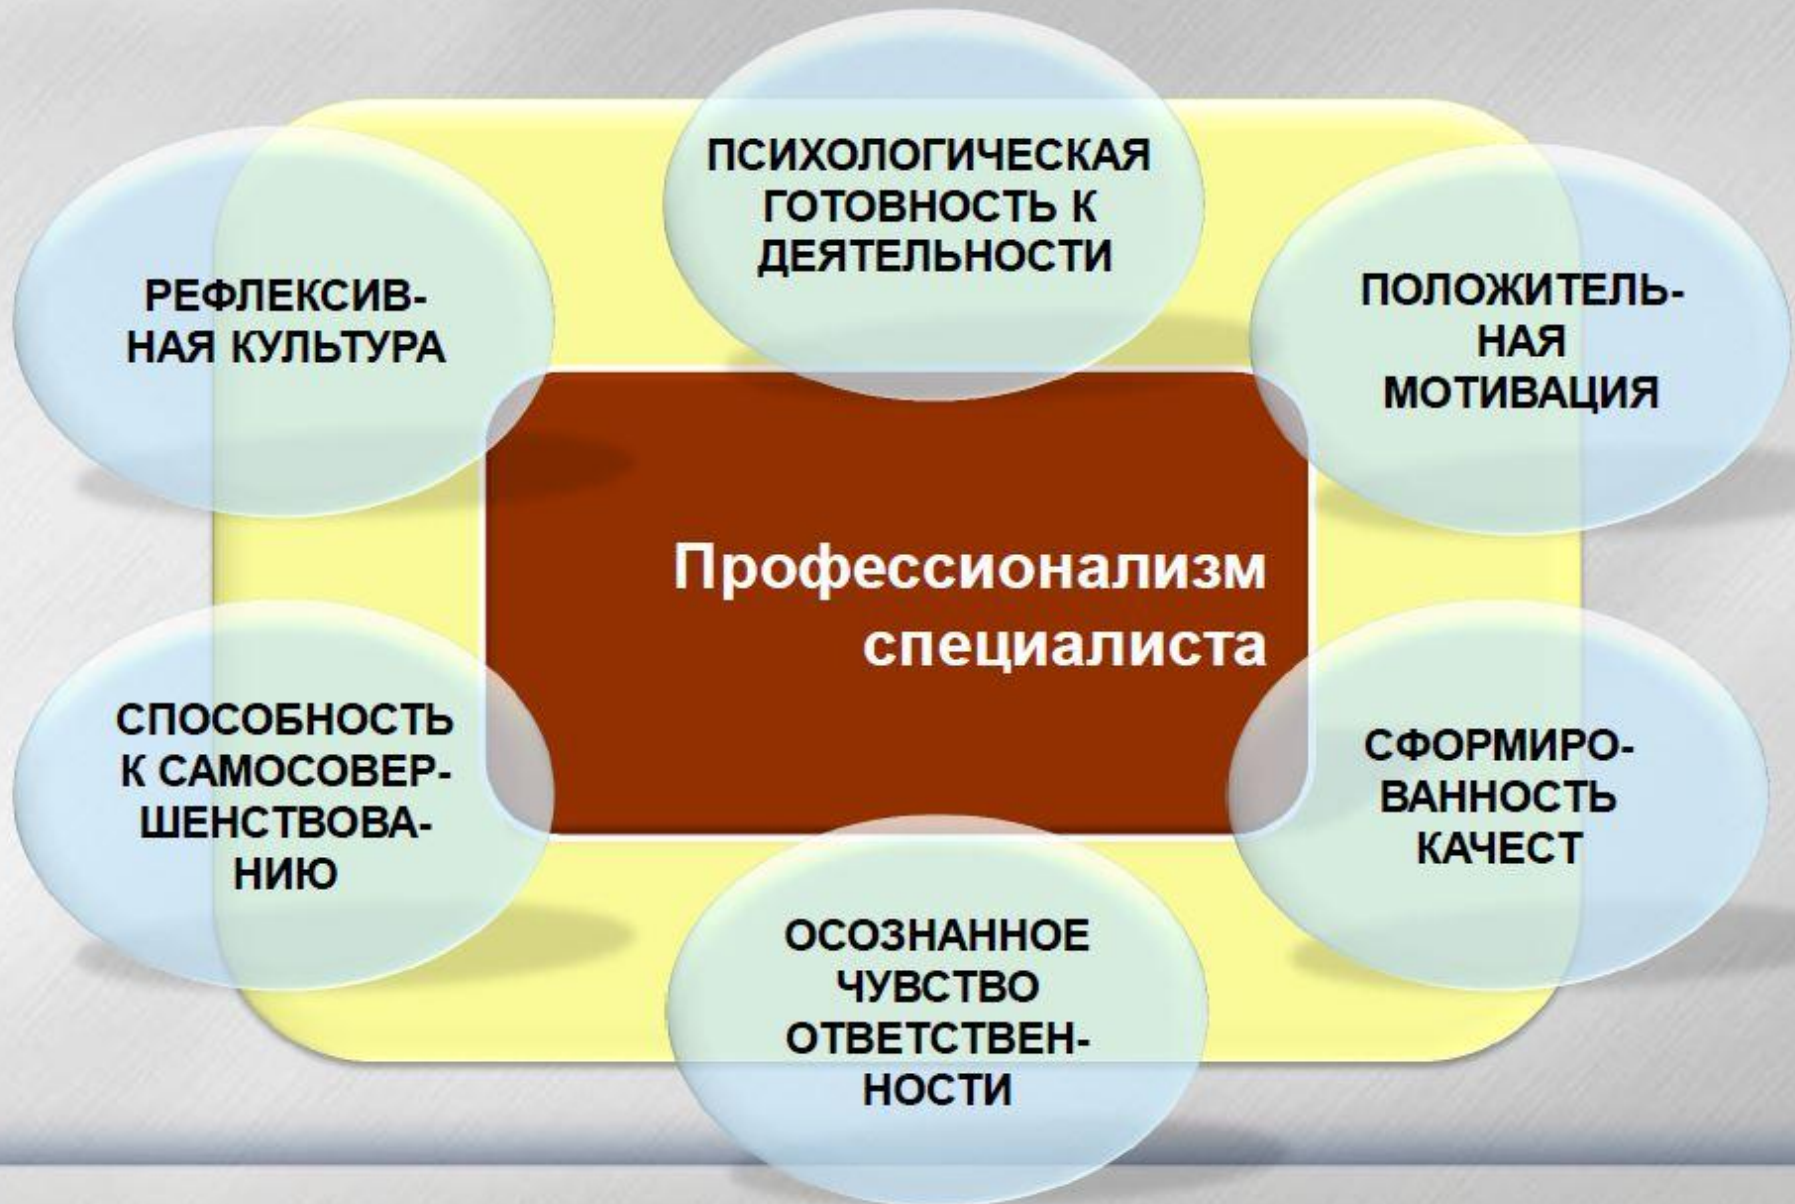 ПСИХОЛОГИЧЕСКАЯ
ГОТОВНОСТЬ К
ДЕЯТЕЛЬНОСТИ
РЕФЛЕКСИВ-
НАЯ КУЛЬТУРА
ПОЛОЖИТЕЛЬ-
НАЯ
МОТИВАЦИЯ
Профессионализм
специалиста
СПОСОБНОСТЬ
К САМОСОВЕР-
ШЕНСТВОВА-
НИЮ
СФОРМИРО-
ВАННОСТЬ
КАЧЕСТ
ОСОЗНАННОЕ
ЧУВСТВО
ОТВЕТСТВЕН-
НОСТИ